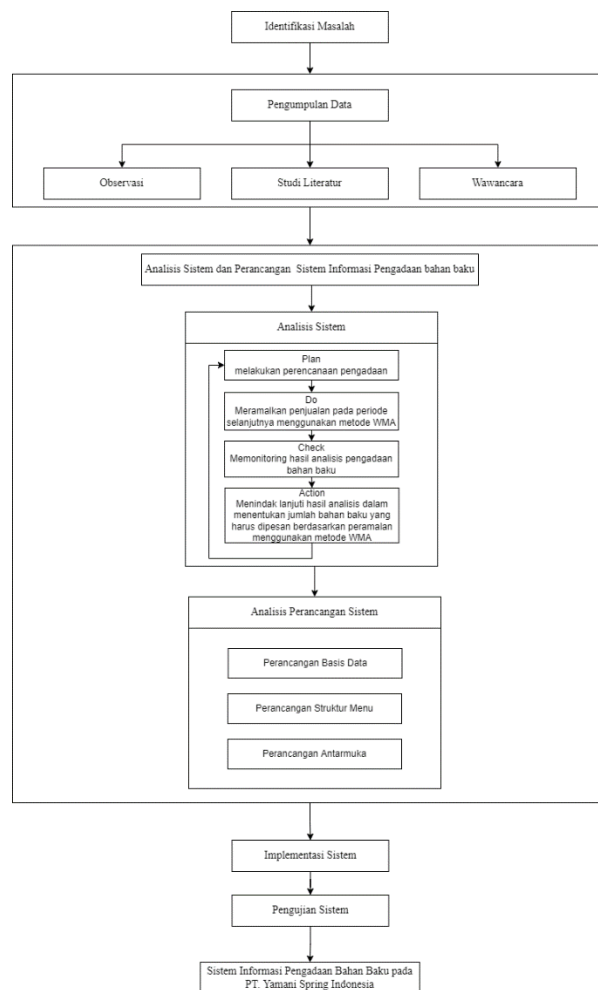 Identifikasi Masalah
Pengumpulan Data
Observasi
Studi Literatur
Wawancara
Analisis Sistem dan Perancangan Sistem Informasi Pengadaan bahan baku
Analisis Sistem
Plan
melakukan perencanaan pengadaan
Do
Meramalkan penjualan pada periode
selanjutnya menggunakan metode WMA
Check
Memonitoring hasil analisis pengadaan
bahan baku
Action
Menindak lanjuti hasil analisis dalam
menentukan jumlah bahan baku yang
harus dipesan berdasarkan peramalan
menggunakan metode WMA
Analisis Perancangan Sistem
Perancangan Basis Data
Perancangan Struktur Menu
Perancangan Antarmuka
Implementasi Sistem
Pengujian Sistem
Sistem Informasi Pengadaan Bahan Baku pada
PT. Yamani Spring Indonesia